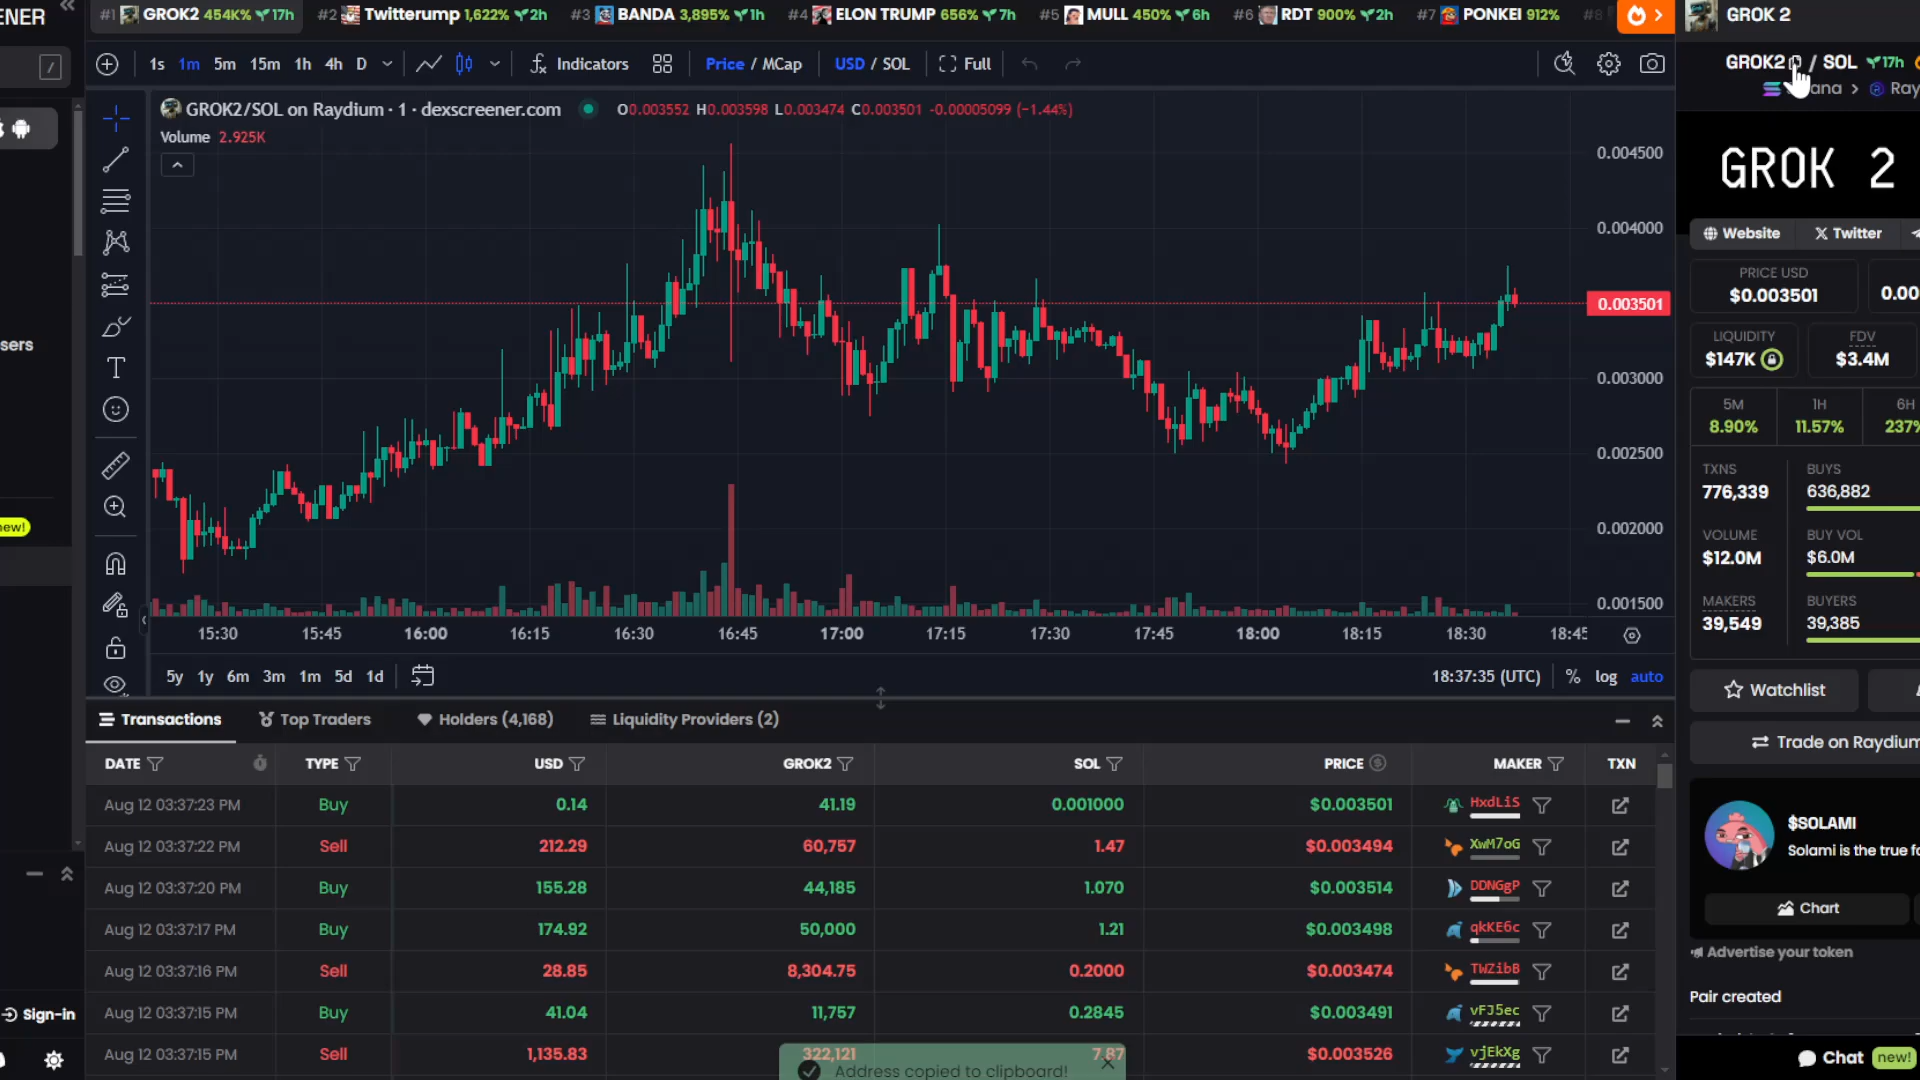 ENER
#1 GROK2 454K% 17h
#2 Twitterump 1,622% 2h
#3 BANDA 3,895% 1h
#4 ELON TRUMP 656% 7h
#5 MULL 450% 6h
#6 RDT 900% 2h
#7 PONKEI 912%
#8
GROK 2
/
1s 1m 5m 15m 1h 4h D
Indicators
Price / MCap
USD / SOL
Full
GROK2 / SOL 17h
ana > Ray
GROK2/SOL on Raydium · 1 · dexscreener.com
O0.003552 H0.003598 L0.003474 C0.003501 -0.00005099 (−1.44%)
Volume 2.925K
0.004500
0.004000
0.003501
0.003000
0.002500
0.002000
0.001500
15:30 15:45 16:00 16:15 16:30 16:45 17:00 17:15 17:30 17:45 18:00 18:15 18:30 18:45
5y 1y 6m 3m 1m 5d 1d
18:37:35 (UTC) % log auto
sers
new!
Sign-in
GROK 2
Website
Twitter
PRICE USD
$0.003501
0.00
LIQUIDITY
$147K
FDV
$3.4M
5M
8.90%
1H
11.57%
6H
237%
TXNS
776,339
BUYS
636,882
VOLUME
$12.0M
BUY VOL
$6.0M
MAKERS
39,549
BUYERS
39,385
Watchlist
Trade on Raydium
$SOLAMI
Solami is the true fo
Chart
Advertise your token
Pair created
Chat new!
Transactions
Top Traders
Holders (4,168)
Liquidity Providers (2)
DATE TYPE USD GROK2 SOL PRICE MAKER TXN
Aug 12 03:37:23 PM Buy 0.14 41.19 0.001000 $0.003501 HxdLiS
Aug 12 03:37:22 PM Sell 212.29 60,757 1.47 $0.003494 XwM7oG
Aug 12 03:37:20 PM Buy 155.28 44,185 1.070 $0.003514 DDNGgP
Aug 12 03:37:17 PM Buy 174.92 50,000 1.21 $0.003498 qkKE6c
Aug 12 03:37:16 PM Sell 28.85 8,304.75 0.2000 $0.003474 TWZibB
Aug 12 03:37:15 PM Buy 41.04 11,757 0.2845 $0.003491 vFJ5ec
Aug 12 03:37:15 PM Sell 1,135.83 322,121 7.87 $0.003526 vjEkXg
Address copied to clipboard!